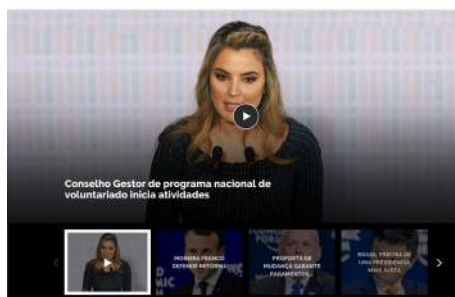 Conselho Gestor de programa nacional de
voluntariado inicia atividades
MOREIRA FRANCO
DEFENDE REFORMA
PROPOSTA DE
MUDANÇA GARANTE
PAGAMENTOS...
BRASIL PRECISA DE
UMA PREVIDÊNCIA
MAIS JUSTA